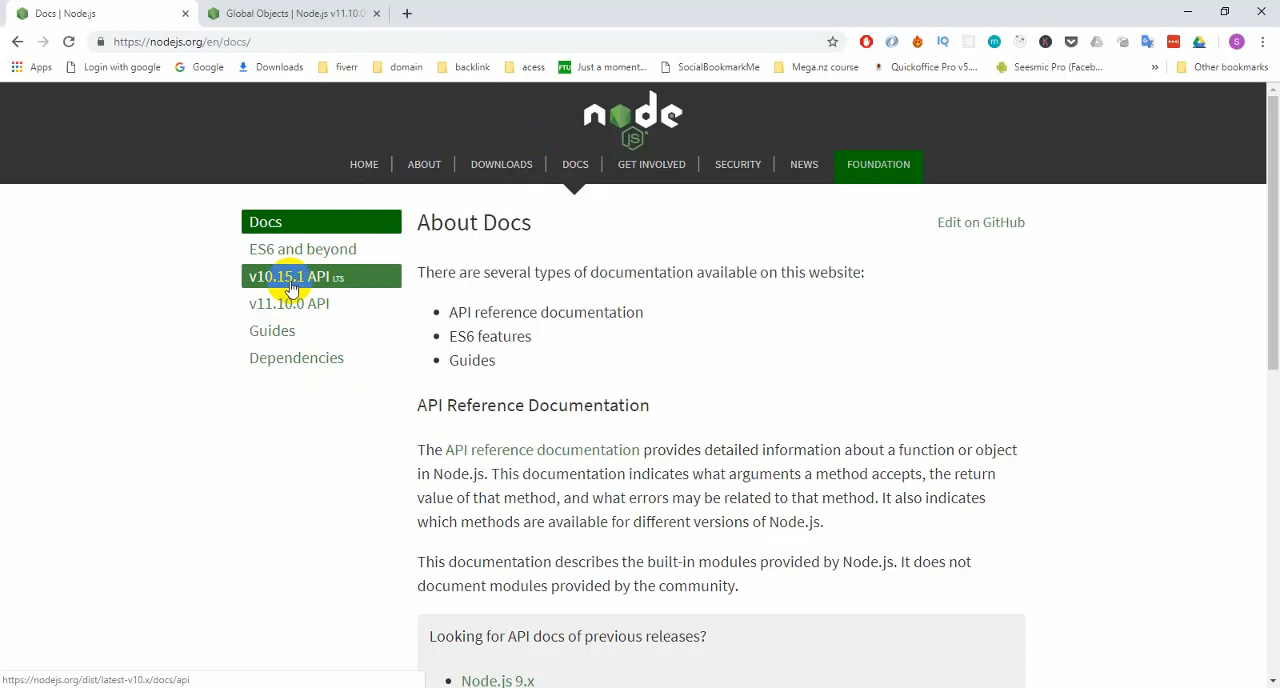 Docs | Node.js
Global Objects | Node.js v11.10.0
https://nodejs.org/en/docs/
Apps
Login with google
Google
Downloads
fiverr
domain
backlink
acess
Just a moment...
SocialBookmarkMe
Mega.nz course
Quickoffice Pro v5....
Seesmic Pro (Faceb...
»
Other bookmarks
node
JS
HOME
ABOUT
DOWNLOADS
DOCS
GET INVOLVED
SECURITY
NEWS
FOUNDATION
Docs
ES6 and beyond
v10.15.1 API LTS
v11.10.0 API
Guides
Dependencies
About Docs
Edit on GitHub
There are several types of documentation available on this website:
• API reference documentation
• ES6 features
• Guides
API Reference Documentation
The API reference documentation provides detailed information about a function or object
in Node.js. This documentation indicates what arguments a method accepts, the return
value of that method, and what errors may be related to that method. It also indicates
which methods are available for different versions of Node.js.
This documentation describes the built-in modules provided by Node.js. It does not
document modules provided by the community.
Looking for API docs of previous releases?
• Node.js 9.x
https://nodejs.org/dist/latest-v10.x/docs/api